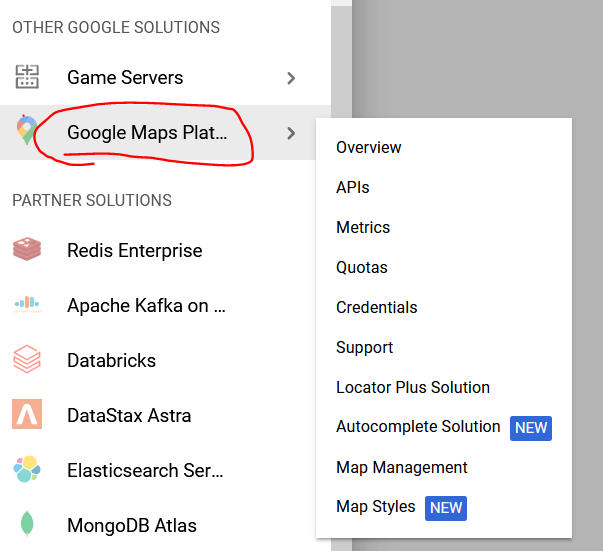 OTHER GOOGLE SOLUTIONS
Game Servers
Google Maps Plat...
PARTNER SOLUTIONS
Redis Enterprise
Apache Kafka on ...
Databricks
DataStax Astra
Elasticsearch Ser...
MongoDB Atlas
Overview
APIs
Metrics
Quotas
Credentials
Support
Locator Plus Solution
Autocomplete Solution NEW
Map Management
Map Styles NEW